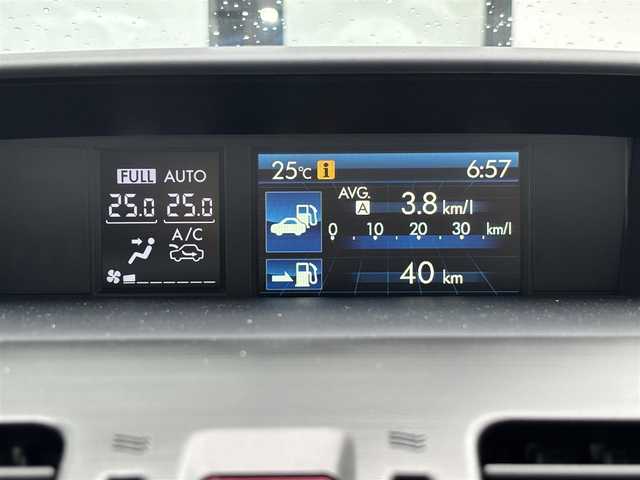 FULL AUTO
25.0 25.0
A/C
25℃ i 6:57
AVG.
A 3.8 km/l
0 10 20 30 km/l
40 km